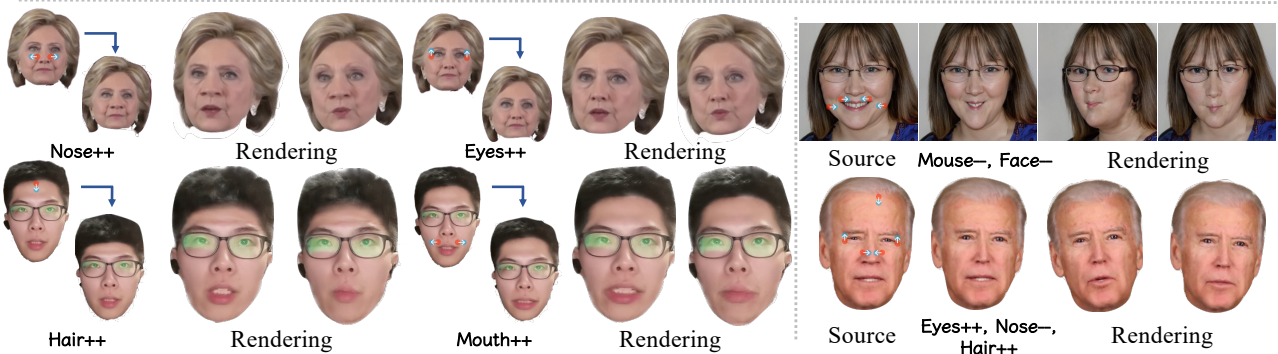 Nose++
Rendering
Eyes++
Rendering
Source
Mouse–, Face–
Rendering
Hair++
Rendering
Mouth++
Rendering
Source
Eyes++, Nose–,
Hair++
Rendering